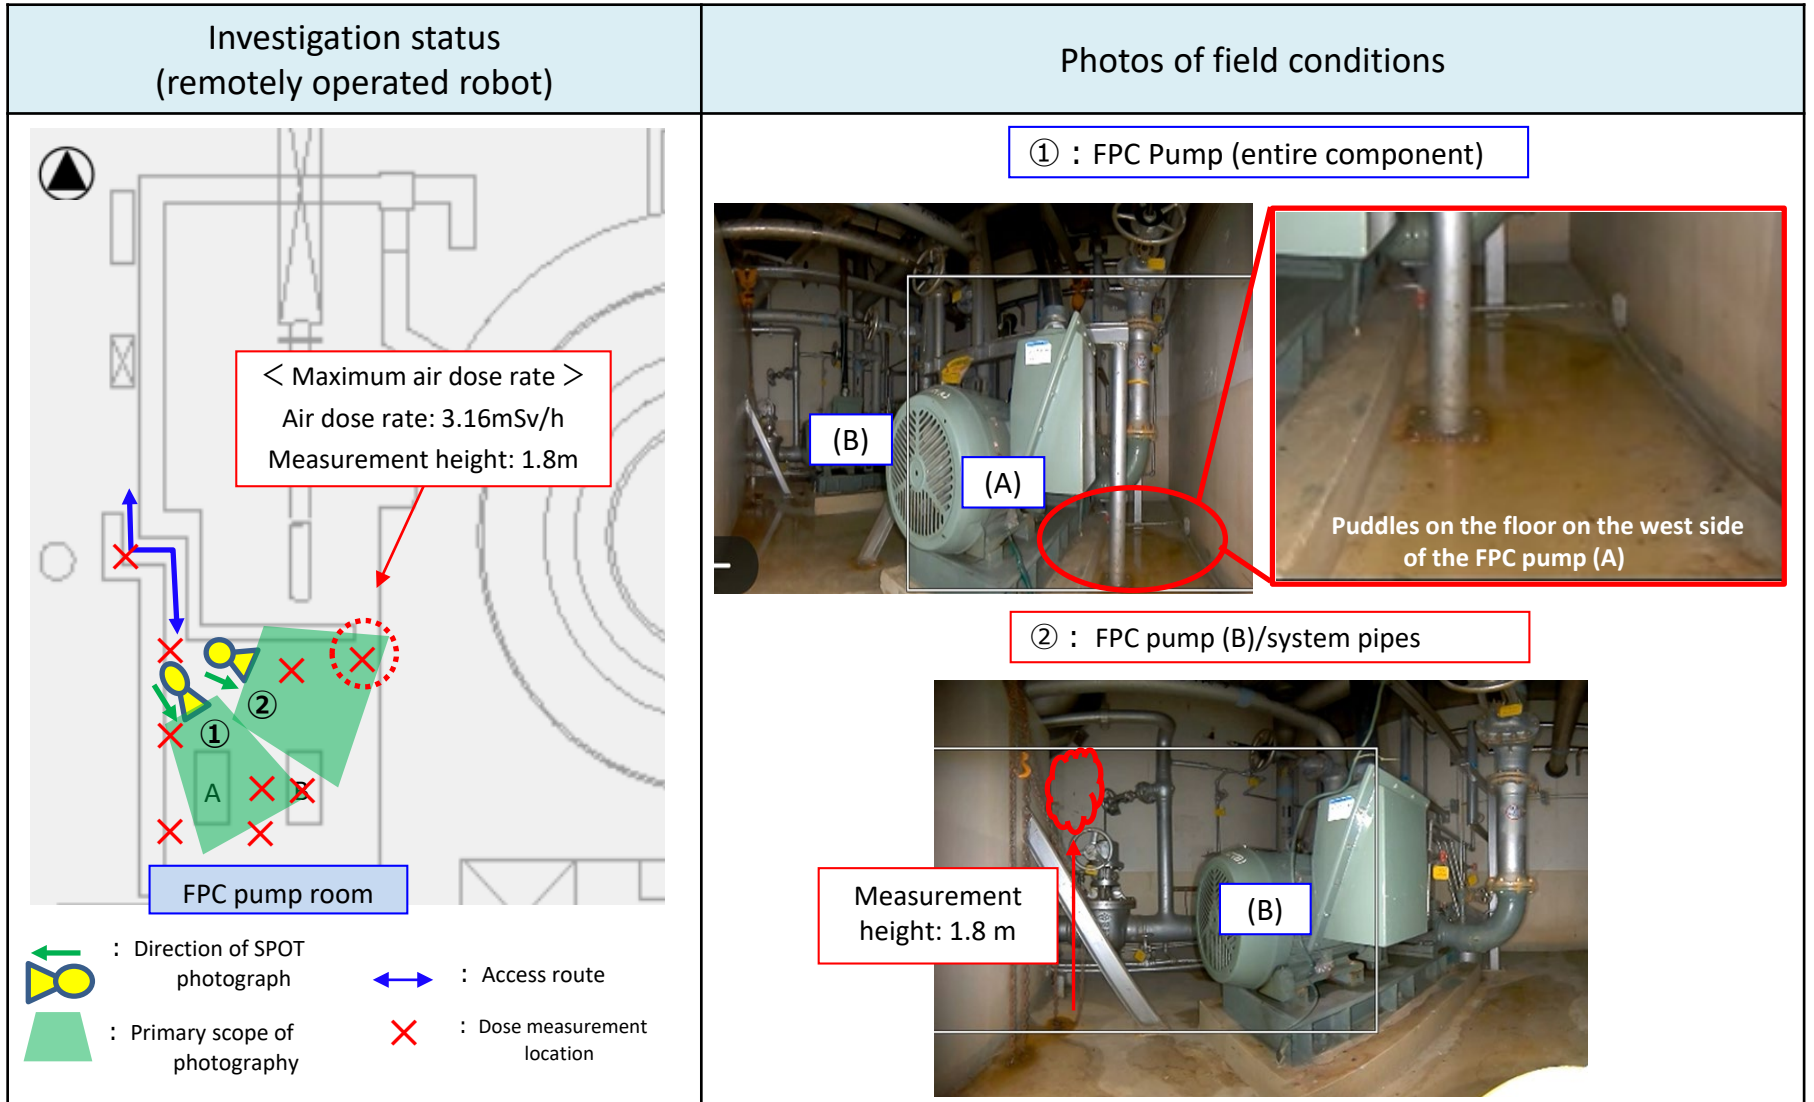 Investigation status
(remotely operated robot)
Photos of field conditions
＜ Maximum air dose rate ＞
Air dose rate: 3.16mSv/h
Measurement height: 1.8m
①
②
A
B
FPC pump room
: Direction of SPOT
photograph
: Access route
: Primary scope of
photography
: Dose measurement
location
① : FPC Pump (entire component)
(B)
(A)
Puddles on the floor on the west side
of the FPC pump (A)
② : FPC pump (B)/system pipes
Measurement
height: 1.8 m
(B)